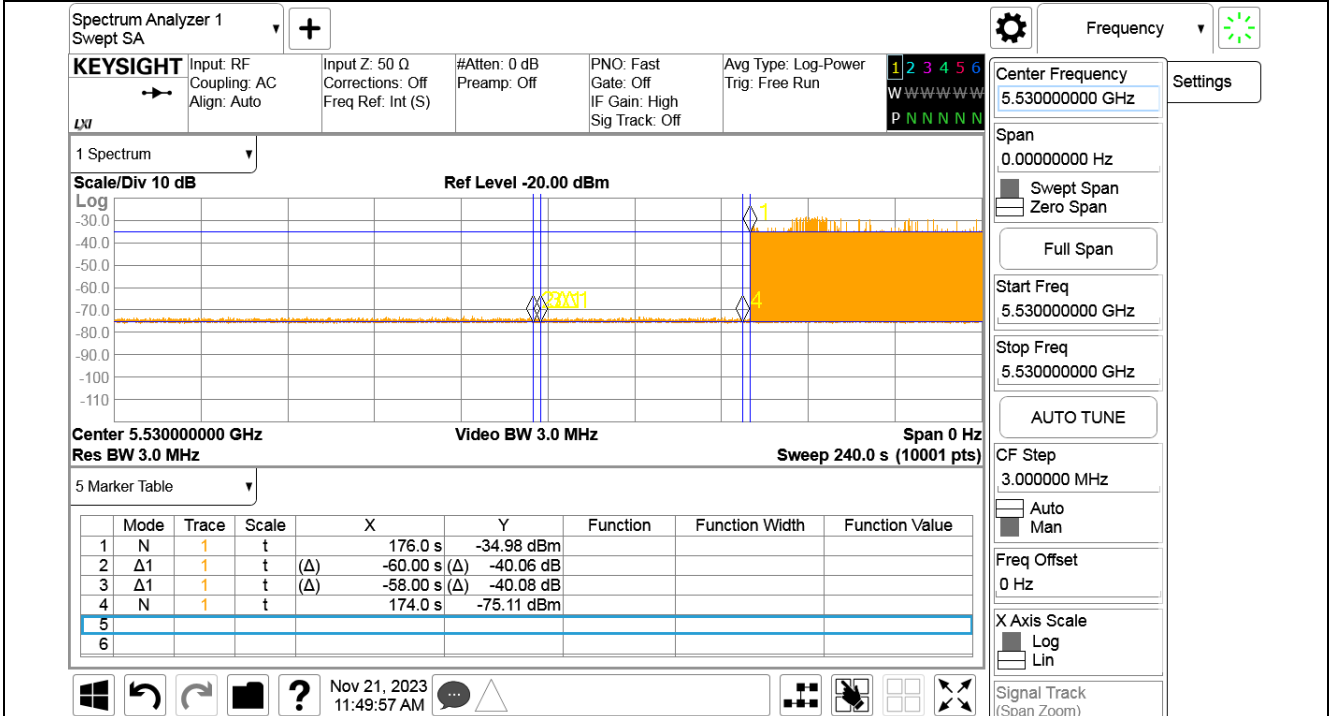 Spectrum Analyzer 1
Swept SA
Frequency
KEYSIGHT
LXI
Input: RF
Coupling: AC
Align: Auto
Input Z: 50 Ω
Corrections: Off
Freq Ref: Int (S)
#Atten: 0 dB
Preamp: Off
PNO: Fast
Gate: Off
IF Gain: High
Sig Track: Off
Avg Type: Log-Power
Trig: Free Run
1 2 3 4 5 6
W W W W W W
P N N N N N
Center Frequency
5.530000000 GHz
Settings
Span
0.00000000 Hz
Swept Span
Zero Span
Full Span
Start Freq
5.530000000 GHz
Stop Freq
5.530000000 GHz
AUTO TUNE
CF Step
3.000000 MHz
Auto
Man
Freq Offset
0 Hz
X Axis Scale
Log
Lin
Signal Track
(Span Zoom)
1 Spectrum
Scale/Div 10 dB
Ref Level -20.00 dBm
Log
-30.0
-40.0
-50.0
-60.0
-70.0
-80.0
-90.0
-100
-110
1
4
Center 5.530000000 GHz
Video BW 3.0 MHz
Span 0 Hz
Res BW 3.0 MHz
Sweep 240.0 s (10001 pts)
5 Marker Table
Mode Trace Scale X Y Function Function Width Function Value
1 N 1 t 176.0 s -34.98 dBm
2 Δ1 1 t (Δ) -60.00 s (Δ) -40.06 dB
3 Δ1 1 t (Δ) -58.00 s (Δ) -40.08 dB
4 N 1 t 174.0 s -75.11 dBm
5
6
?
Nov 21, 2023
11:49:57 AM